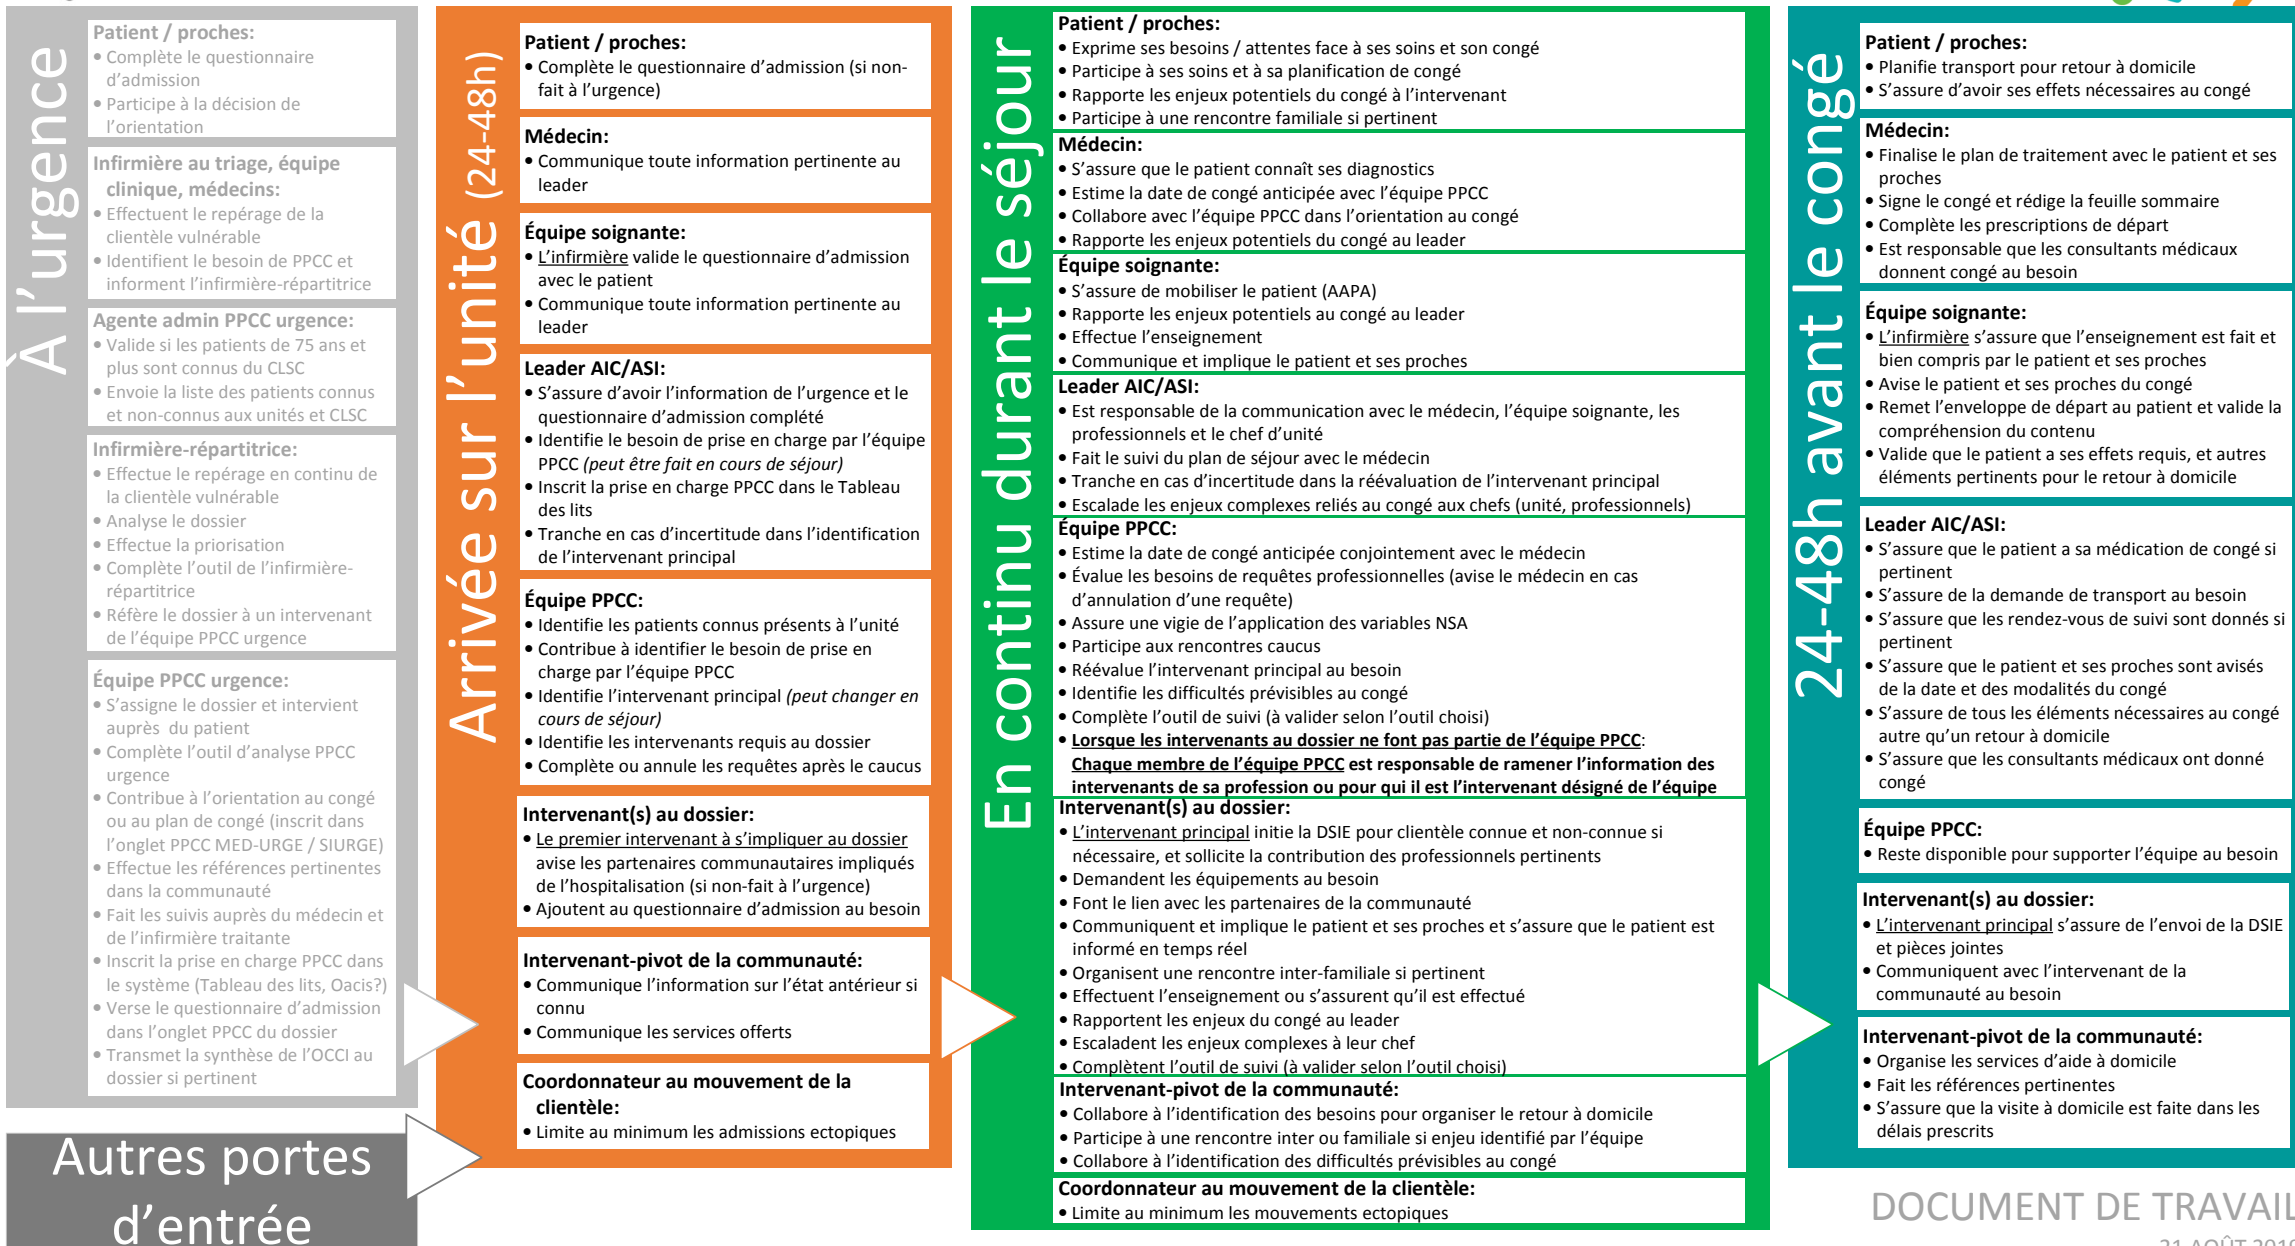 À l’urgence
Patient / proches:
• Complète le questionnaire
d’admission
• Participe à la décision de
l’orientation
Infirmière au triage, équipe
clinique, médecins:
• Effectuent le repérage de la
clientèle vulnérable
• Identifient le besoin de PPCC et
informent l’infirmière-répartitrice
Agente admin PPCC urgence:
• Valide si les patients de 75 ans et
plus sont connus du CLSC
• Envoie la liste des patients connus
et non-connus aux unités et CLSC
Infirmière-répartitrice:
• Effectue le repérage en continu de
la clientèle vulnérable
• Analyse le dossier
• Effectue la priorisation
• Complète l’outil de l’infirmière-
répartitrice
• Réfère le dossier à un intervenant
de l’équipe PPCC urgence
Équipe PPCC urgence:
• S’assigne le dossier et intervient
auprès du patient
• Complète l’outil d’analyse PPCC
urgence
• Contribue à l’orientation au congé
ou au plan de congé (inscrit dans
l’onglet PPCC MED-URGE / SIURGE)
• Effectue les références pertinentes
dans la communauté
• Fait les suivis auprès du médecin et
de l’infirmière traitante
• Inscrit la prise en charge PPCC dans
le système (Tableau des lits, Oacis?)
• Verse le questionnaire d’admission
dans l’onglet PPCC du dossier
• Transmet la synthèse de l’OCCI au
dossier si pertinent
Autres portes
d’entrée
Arrivée sur l’unité (24-48h)
Patient / proches:
• Complète le questionnaire d’admission (si non-
fait à l’urgence)
Médecin:
• Communique toute information pertinente au
leader
Équipe soignante:
• L’infirmière valide le questionnaire d’admission
avec le patient
• Communique toute information pertinente au
leader
Leader AIC/ASI:
• S’assure d’avoir l’information de l’urgence et le
questionnaire d’admission complété
• Identifie le besoin de prise en charge par l’équipe
PPCC (peut être fait en cours de séjour)
• Inscrit la prise en charge PPCC dans le Tableau
des lits
• Tranche en cas d’incertitude dans l’identification
de l’intervenant principal
Équipe PPCC:
• Identifie les patients connus présents à l’unité
• Contribue à identifier le besoin de prise en
charge par l’équipe PPCC
• Identifie l’intervenant principal (peut changer en
cours de séjour)
• Identifie les intervenants requis au dossier
• Complète ou annule les requêtes après le caucus
Intervenant(s) au dossier:
• Le premier intervenant à s’impliquer au dossier
avise les partenaires communautaires impliqués
de l’hospitalisation (si non-fait à l’urgence)
• Ajoutent au questionnaire d’admission au besoin
Intervenant-pivot de la communauté:
• Communique l’information sur l’état antérieur si
connu
• Communique les services offerts
Coordonnateur au mouvement de la
clientèle:
• Limite au minimum les admissions ectopiques
En continu durant le séjour
Patient / proches:
• Exprime ses besoins / attentes face à ses soins et son congé
• Participe à ses soins et à sa planification de congé
• Rapporte les enjeux potentiels du congé à l’intervenant
• Participe à une rencontre familiale si pertinent
Médecin:
• S’assure que le patient connaît ses diagnostics
• Estime la date de congé anticipée avec l’équipe PPCC
• Collabore avec l’équipe PPCC dans l’orientation au congé
• Rapporte les enjeux potentiels du congé au leader
Équipe soignante:
• S’assure de mobiliser le patient (AAPA)
• Rapporte les enjeux potentiels au congé au leader
• Effectue l’enseignement
• Communique et implique le patient et ses proches
Leader AIC/ASI:
• Est responsable de la communication avec le médecin, l’équipe soignante, les
professionnels et le chef d’unité
• Fait le suivi du plan de séjour avec le médecin
• Tranche en cas d’incertitude dans la réévaluation de l’intervenant principal
• Escalade les enjeux complexes reliés au congé aux chefs (unité, professionnels)
Équipe PPCC:
• Estime la date de congé anticipée conjointement avec le médecin
• Évalue les besoins de requêtes professionnelles (avise le médecin en cas
d’annulation d’une requête)
• Assure une vigie de l’application des variables NSA
• Participe aux rencontres caucus
• Réévalue l’intervenant principal au besoin
• Identifie les difficultés prévisibles au congé
• Complète l’outil de suivi (à valider selon l’outil choisi)
• Lorsque les intervenants au dossier ne font pas partie de l’équipe PPCC:
Chaque membre de l’équipe PPCC est responsable de ramener l’information des
intervenants de sa profession ou pour qui il est l’intervenant désigné de l’équipe
Intervenant(s) au dossier:
• L’intervenant principal initie la DSIE pour clientèle connue et non-connue si
nécessaire, et sollicite la contribution des professionnels pertinents
• Demandent les équipements au besoin
• Font le lien avec les partenaires de la communauté
• Communiquent et implique le patient et ses proches et s’assure que le patient est
informé en temps réel
• Organisent une rencontre inter-familiale si pertinent
• Effectuent l’enseignement ou s’assurent qu’il est effectué
• Rapportent les enjeux du congé au leader
• Escaladent les enjeux complexes à leur chef
• Complètent l’outil de suivi (à valider selon l’outil choisi)
Intervenant-pivot de la communauté:
• Collabore à l’identification des besoins pour organiser le retour à domicile
• Participe à une rencontre inter ou familiale si enjeu identifié par l’équipe
• Collabore à l’identification des difficultés prévisibles au congé
Coordonnateur au mouvement de la clientèle:
• Limite au minimum les mouvements ectopiques
24-48h avant le congé
Patient / proches:
• Planifie transport pour retour à domicile
• S’assure d’avoir ses effets nécessaires au congé
Médecin:
• Finalise le plan de traitement avec le patient et ses
proches
• Signe le congé et rédige la feuille sommaire
• Complète les prescriptions de départ
• Est responsable que les consultants médicaux
donnent congé au besoin
Équipe soignante:
• L’infirmière s’assure que l’enseignement est fait et
bien compris par le patient et ses proches
• Avise le patient et ses proches du congé
• Remet l’enveloppe de départ au patient et valide la
compréhension du contenu
• Valide que le patient a ses effets requis, et autres
éléments pertinents pour le retour à domicile
Leader AIC/ASI:
• S’assure que le patient a sa médication de congé si
pertinent
• S’assure de la demande de transport au besoin
• S’assure que les rendez-vous de suivi sont donnés si
pertinent
• S’assure que le patient et ses proches sont avisés
de la date et des modalités du congé
• S’assure de tous les éléments nécessaires au congé
autre qu’un retour à domicile
• S’assure que les consultants médicaux ont donné
congé
Équipe PPCC:
• Reste disponible pour supporter l’équipe au besoin
Intervenant(s) au dossier:
• L’intervenant principal s’assure de l’envoi de la DSIE
et pièces jointes
• Communiquent avec l’intervenant de la
communauté au besoin
Intervenant-pivot de la communauté:
• Organise les services d’aide à domicile
• Fait les références pertinentes
• S’assure que la visite à domicile est faite dans les
délais prescrits
DOCUMENT DE TRAVAIL